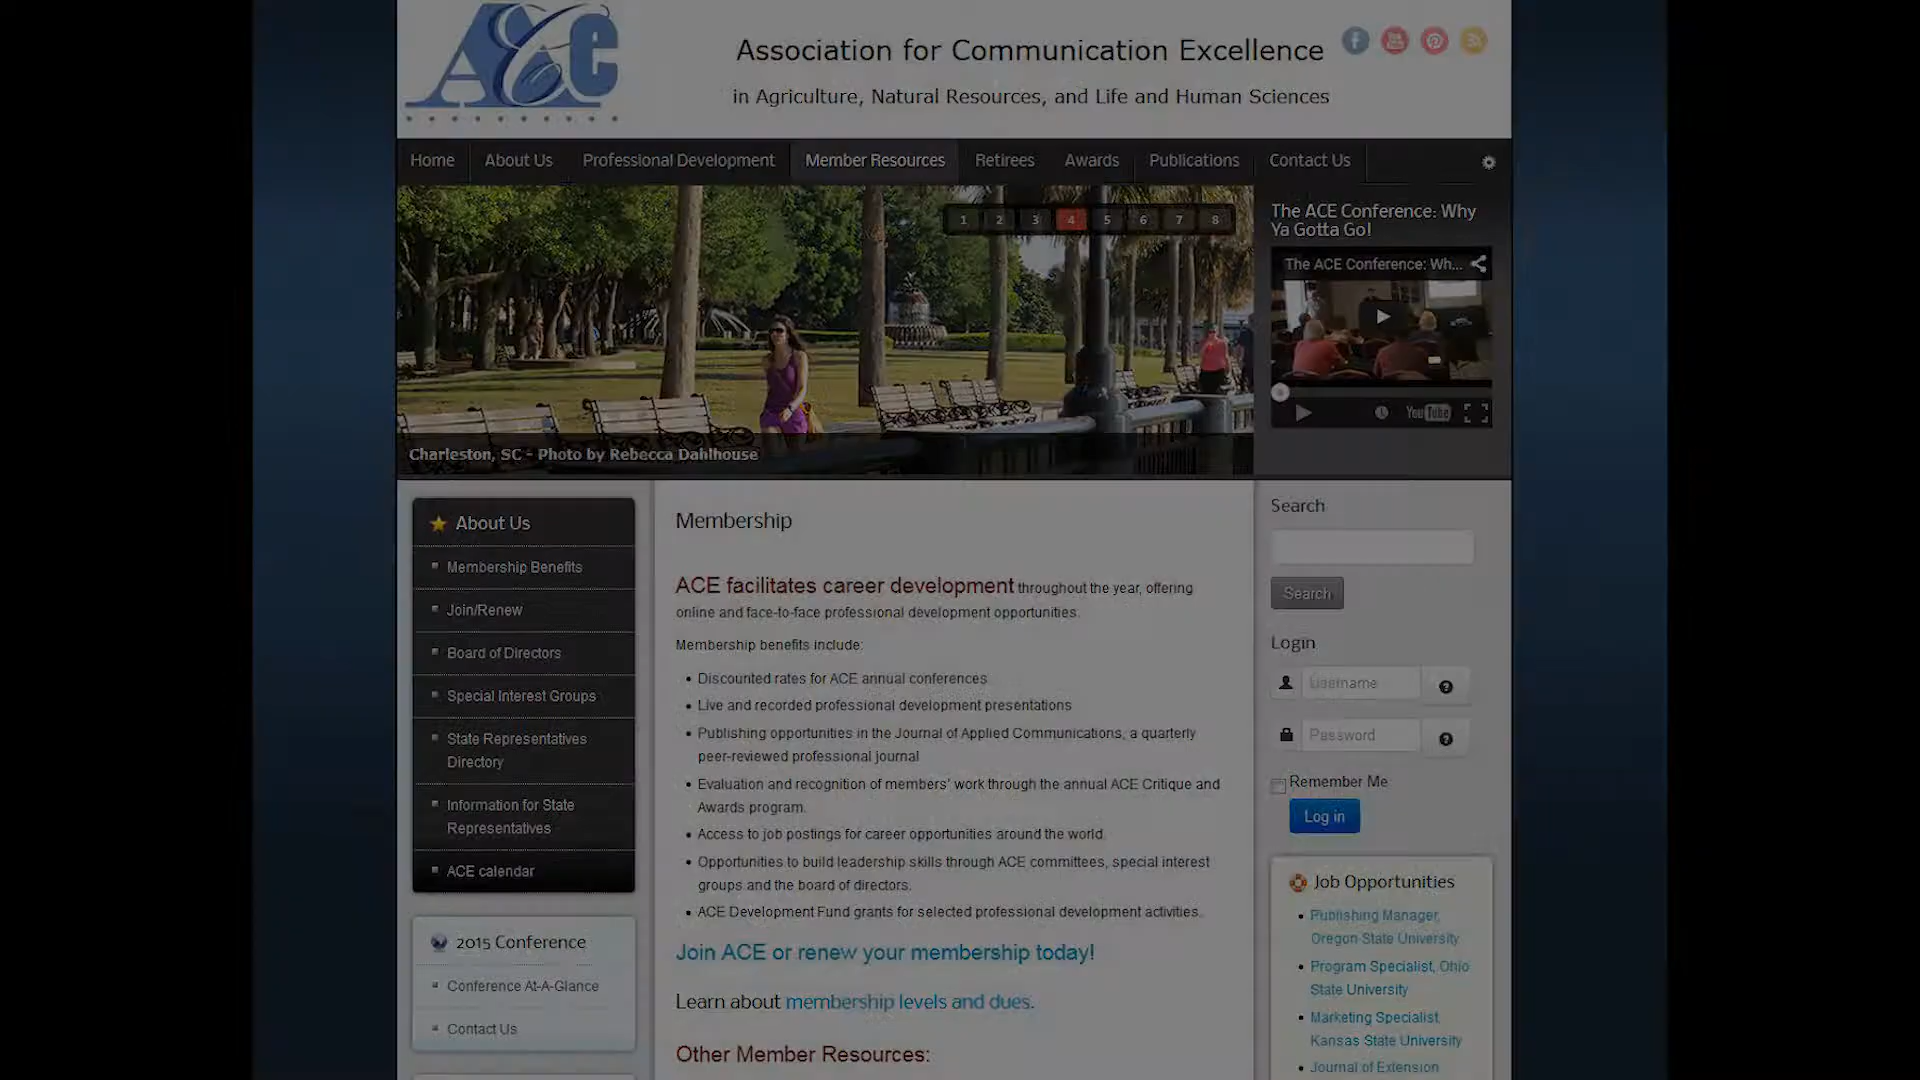 ACE
Association for Communication Excellence
in Agriculture, Natural Resources, and Life and Human Sciences
Home
About Us
Professional Development
Member Resources
Retirees
Awards
Publications
Contact Us
1 2 3 4 5 6 7 8
Charleston, SC - Photo by Rebecca Dahlhouse
The ACE Conference: Why
Ya Gotta Go!
The ACE Conference: Wh...
YouTube
About Us
Membership Benefits
Join/Renew
Board of Directors
Special Interest Groups
State Representatives
Directory
Information for State
Representatives
ACE calendar
2015 Conference
Conference At-A-Glance
Contact Us
Membership
ACE facilitates career development throughout the year, offering
online and face-to-face professional development opportunities.
Membership benefits include:
Discounted rates for ACE annual conferences
Live and recorded professional development presentations
Publishing opportunities in the Journal of Applied Communications, a quarterly
peer-reviewed professional journal
Evaluation and recognition of members' work through the annual ACE Critique and
Awards program.
Access to job postings for career opportunities around the world.
Opportunities to build leadership skills through ACE committees, special interest
groups and the board of directors.
ACE Development Fund grants for selected professional development activities.
Join ACE or renew your membership today!
Learn about membership levels and dues.
Other Member Resources:
Search
Search
Login
Username
Password
Remember Me
Log in
Job Opportunities
Publishing Manager,
Oregon State University
Program Specialist, Ohio
State University
Marketing Specialist,
Kansas State University
Journal of Extension